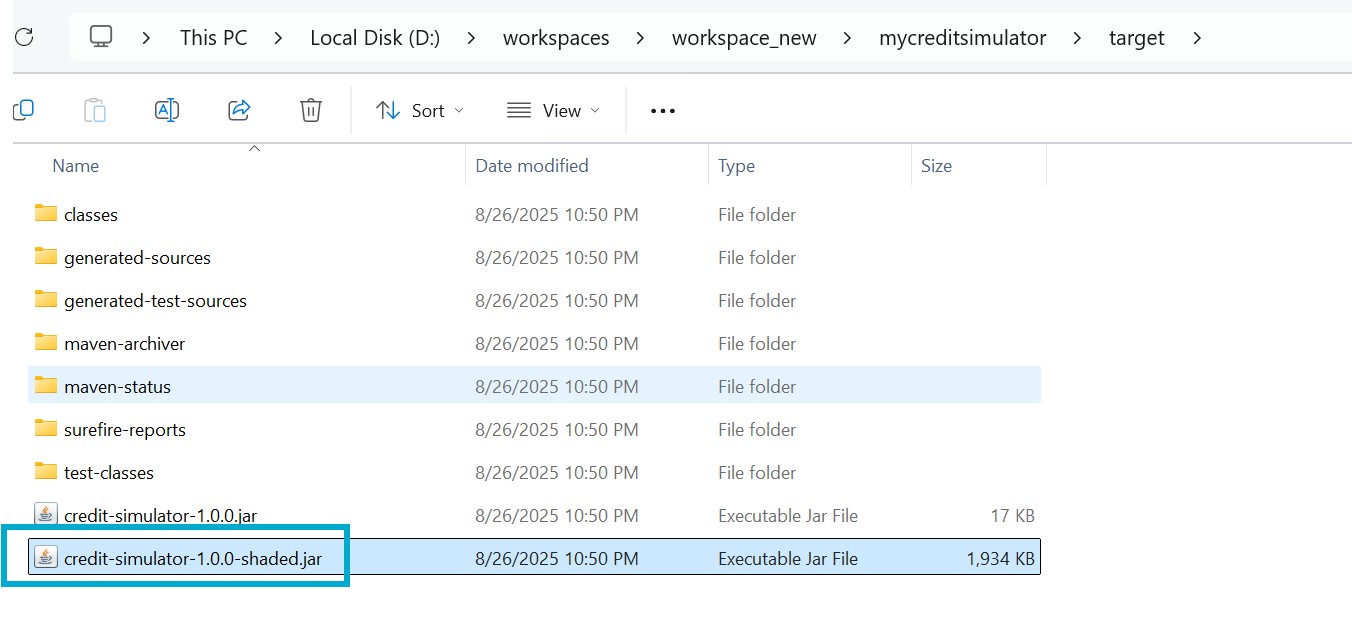 This PC > Local Disk (D:) > workspaces > workspace_new > mycreditsimulator > target >
Sort View
Name Date modified Type Size
classes 8/26/2025 10:50 PM File folder
generated-sources 8/26/2025 10:50 PM File folder
generated-test-sources 8/26/2025 10:50 PM File folder
maven-archiver 8/26/2025 10:50 PM File folder
maven-status 8/26/2025 10:50 PM File folder
surefire-reports 8/26/2025 10:50 PM File folder
test-classes 8/26/2025 10:50 PM File folder
credit-simulator-1.0.0.jar 8/26/2025 10:50 PM Executable Jar File 17 KB
credit-simulator-1.0.0-shaded.jar 8/26/2025 10:50 PM Executable Jar File 1,934 KB